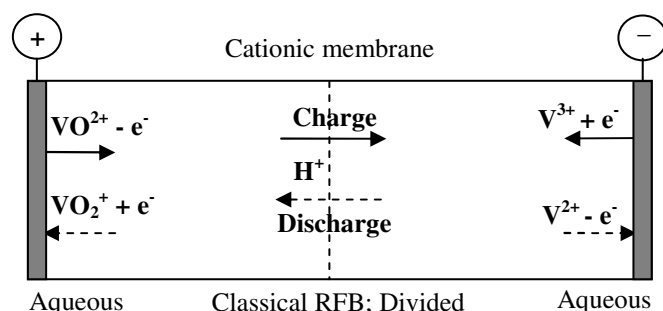 +
−
Cationic membrane
VO²⁺ - e⁻
Charge
V³⁺ + e⁻
H⁺
VO₂⁺ + e⁻
Discharge
V²⁺ - e⁻
Aqueous
Classical RFB; Divided
Aqueous